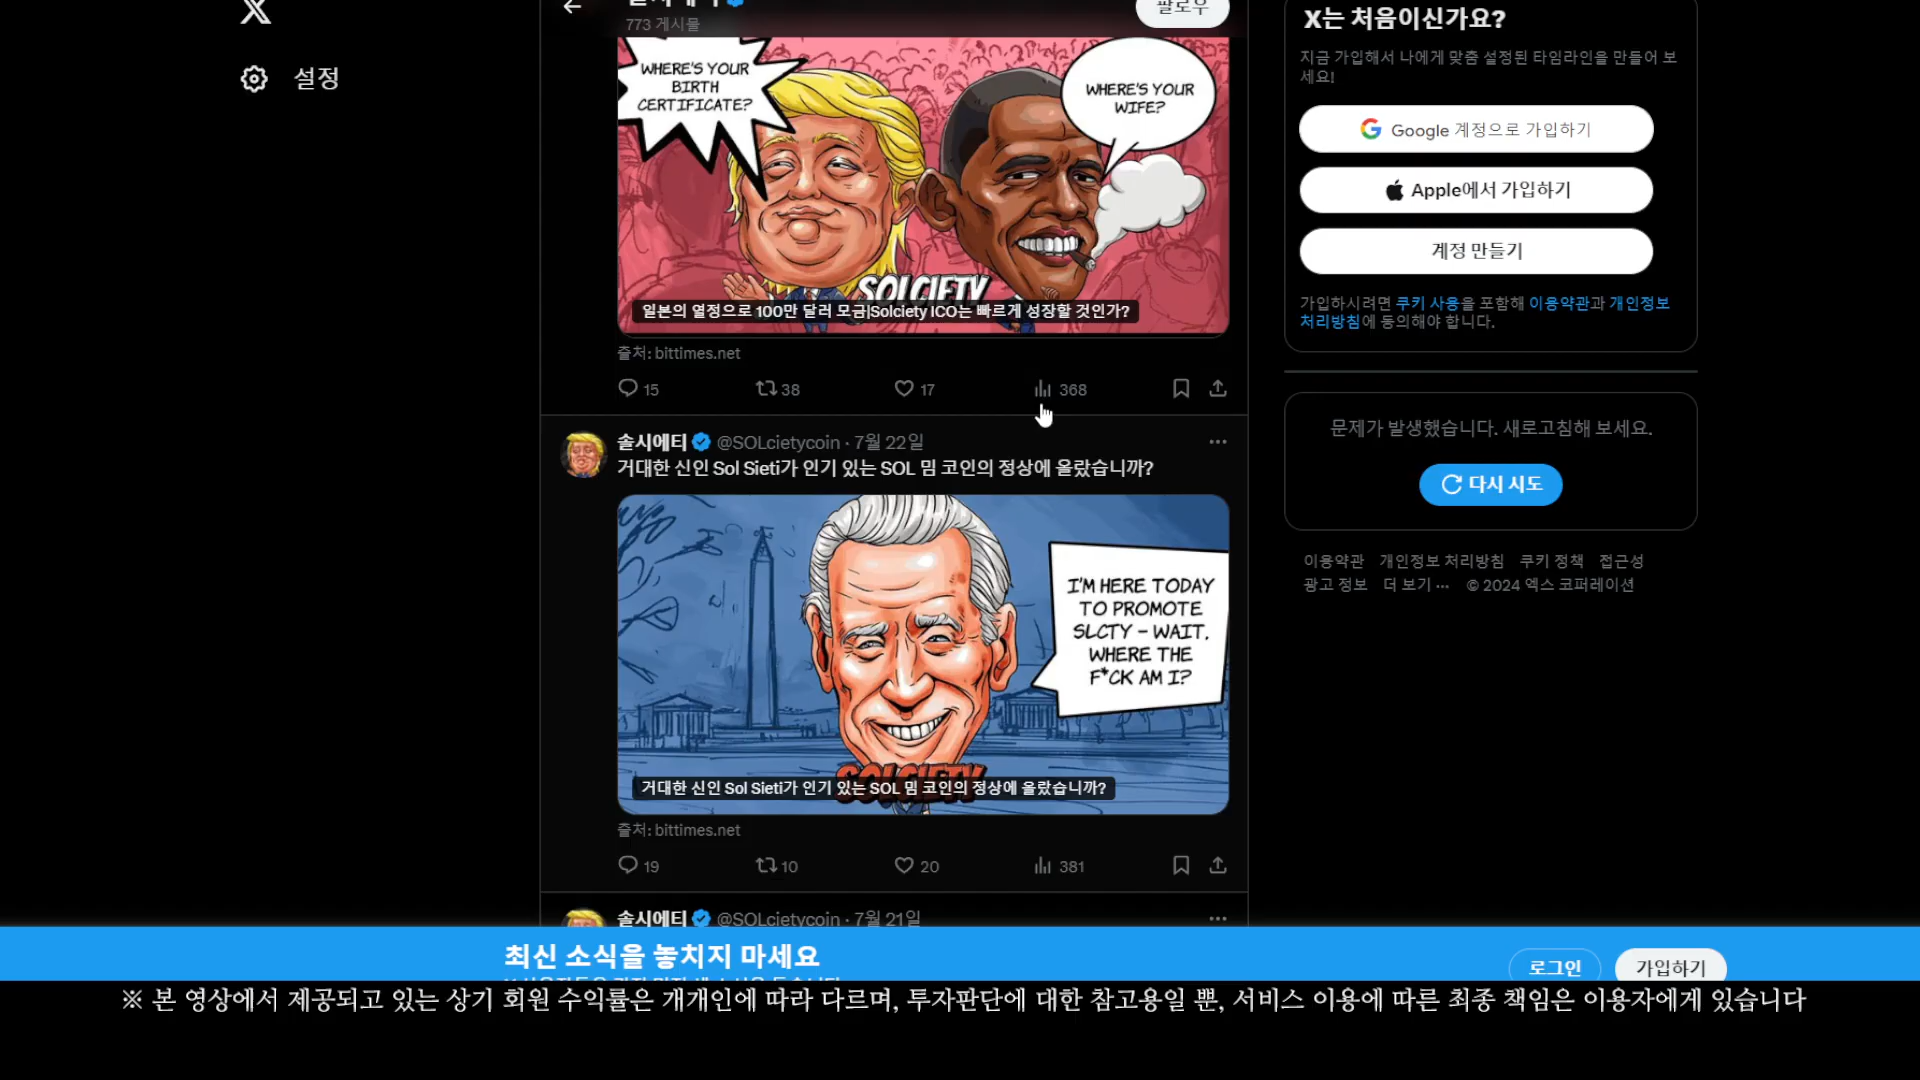 설정
773 게시물
팔로우
WHERE'S YOUR
BIRTH
CERTIFICATE?
WHERE'S YOUR
WIFE?
SOLCIETY
일본의 열정으로 100만 달러 모금|Solciety ICO는 빠르게 성장할 것인가?
출처: bittimes.net
15 38 17 368
솔시에티 @SOLcietycoin · 7월 22일
거대한 신인 Sol Sieti가 인기 있는 SOL 밈 코인의 정상에 올랐습니까?
I'M HERE TODAY
TO PROMOTE
SLCTY – WAIT.
WHERE THE
F*CK AM I?
SOLCIETY
거대한 신인 Sol Sieti가 인기 있는 SOL 밈 코인의 정상에 올랐습니까?
출처: bittimes.net
19 10 20 381
솔시에티 @SOLcietycoin · 7월 21일
X는 처음이신가요?
지금 가입해서 나에게 맞춤 설정된 타임라인을 만들어 보
세요!
Google 계정으로 가입하기
Apple에서 가입하기
계정 만들기
가입하시려면 쿠키 사용을 포함해 이용약관과 개인정보
처리방침에 동의해야 합니다.
문제가 발생했습니다. 새로고침해 보세요.
다시 시도
이용약관 개인정보 처리방침 쿠키 정책 접근성
광고 정보 더 보기 ··· © 2024 엑스 코퍼레이션
최신 소식을 놓치지 마세요
로그인 가입하기
※ 본 영상에서 제공되고 있는 상기 회원 수익률은 개개인에 따라 다르며, 투자판단에 대한 참고용일 뿐, 서비스 이용에 따른 최종 책임은 이용자에게 있습니다